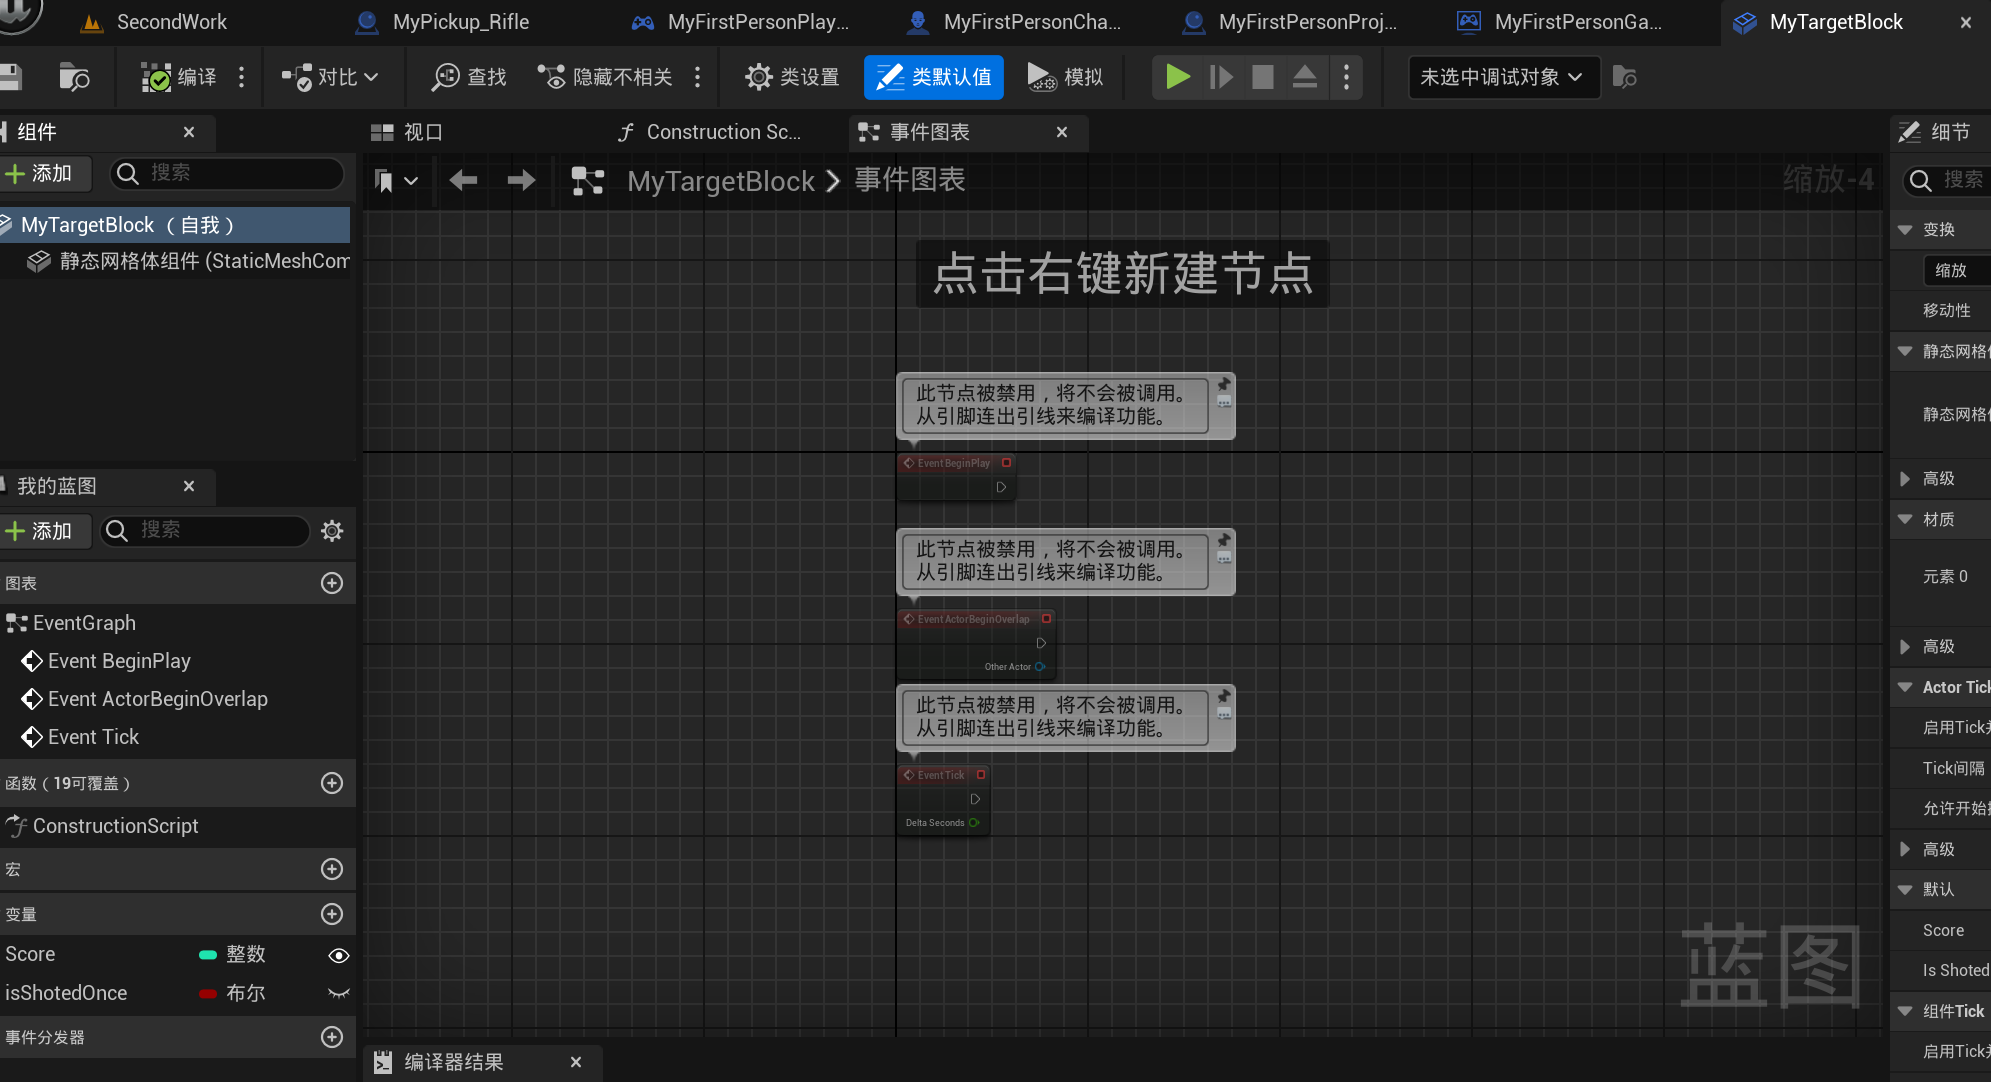 SecondWork
MyPickup_Rifle
MyFirstPersonPlay...
MyFirstPersonCha...
MyFirstPersonProj...
MyFirstPersonGa...
MyTargetBlock
编译
对比
查找
隐藏不相关
类设置
类默认值
模拟
未选中调试对象
组件
视口
Construction Sc...
事件图表
细节
添加
搜索
MyTargetBlock
事件图表
缩放-4
搜索
MyTargetBlock （自我）
静态网格体组件 (StaticMeshCom
点击右键新建节点
变换
缩放
移动性
静态网格
静态网格
高级
材质
元素 0
高级
Actor Tick
启用Tick
Tick间隔
允许开始
高级
默认
Score
Is Shoted
组件Tick
启用Tick
此节点被禁用，将不会被调用。
从引脚连出引线来编译功能。
Event BeginPlay
此节点被禁用，将不会被调用。
从引脚连出引线来编译功能。
Event ActorBeginOverlap
Other Actor
此节点被禁用，将不会被调用。
从引脚连出引线来编译功能。
Event Tick
Delta Seconds
蓝图
我的蓝图
添加
搜索
图表
EventGraph
Event BeginPlay
Event ActorBeginOverlap
Event Tick
函数（19可覆盖）
ConstructionScript
宏
变量
Score
整数
isShotedOnce
布尔
事件分发器
编译器结果